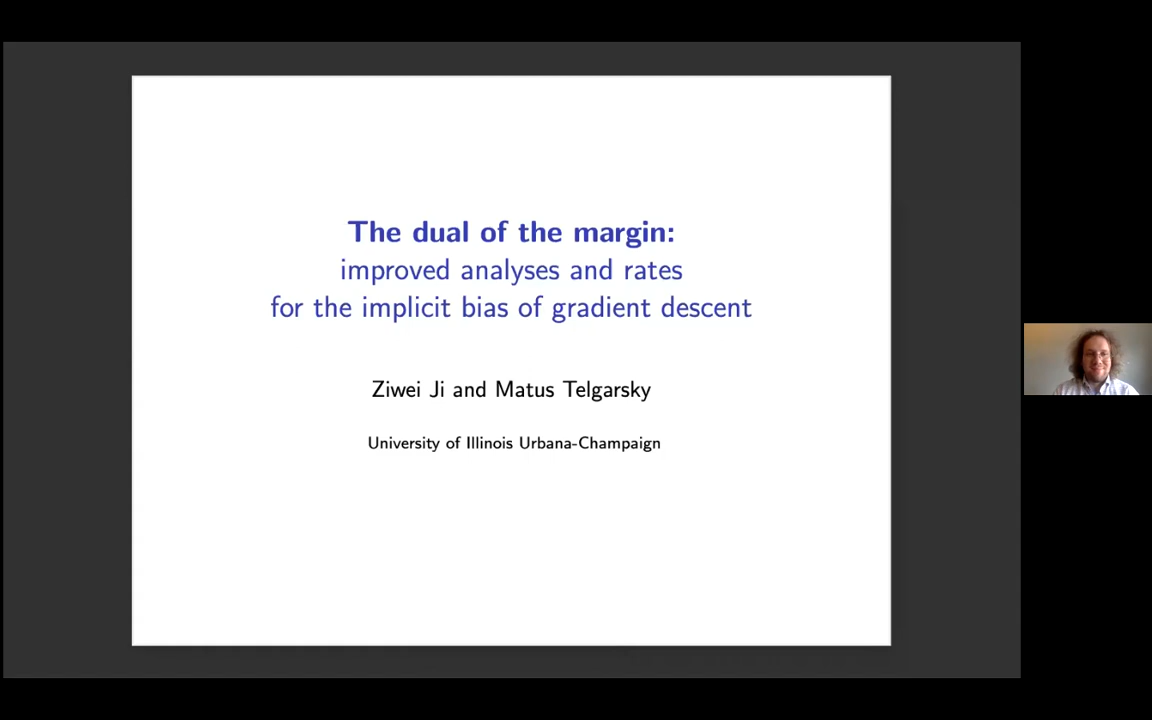 The dual of the margin:
improved analyses and rates
for the implicit bias of gradient descent
Ziwei Ji and Matus Telgarsky
University of Illinois Urbana-Champaign